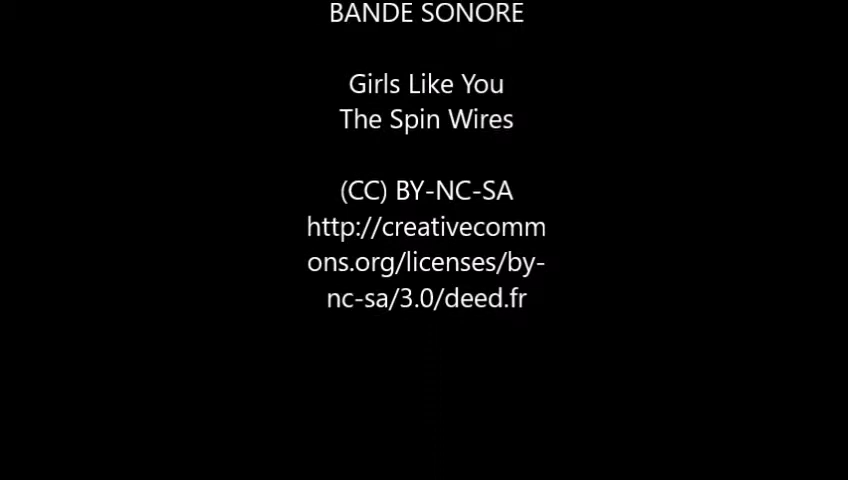 BANDE SONORE
Girls Like You
The Spin Wires
(CC) BY-NC-SA
http://creativecomm
ons.org/licenses/by-
nc-sa/3.0/deed.fr